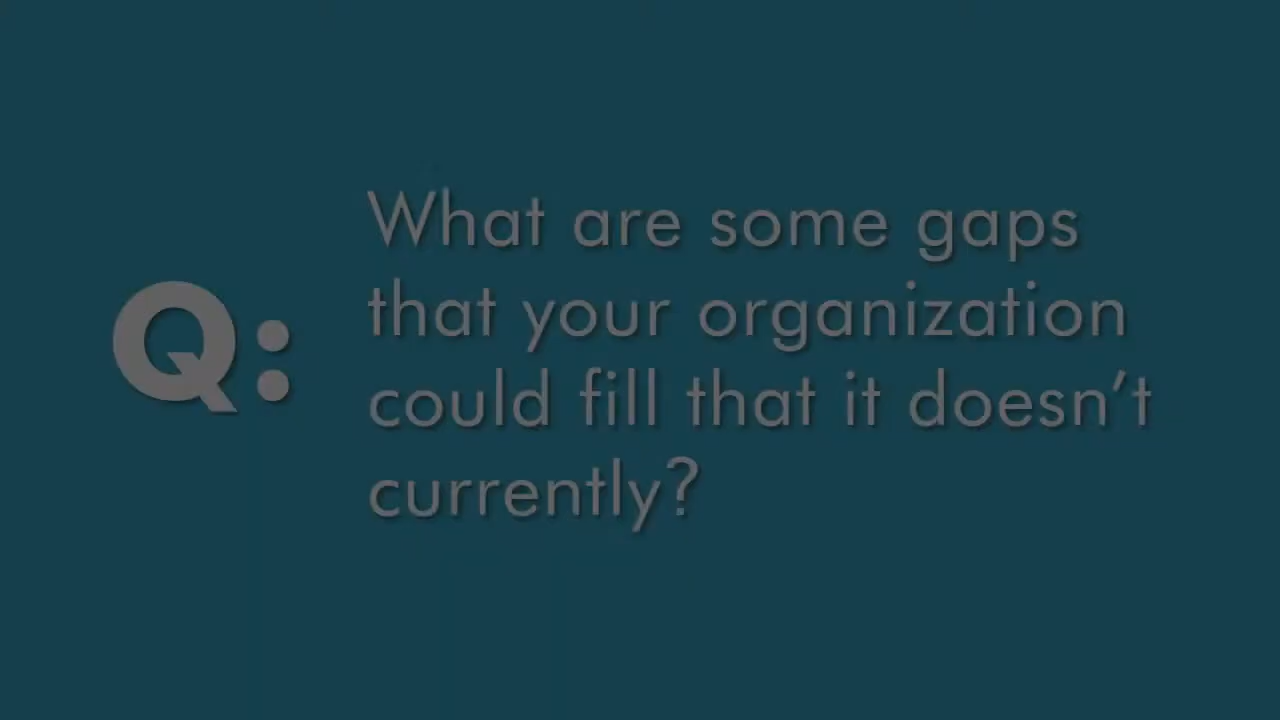 Q:
What are some gaps
that your organization
could fill that it doesn’t
currently?